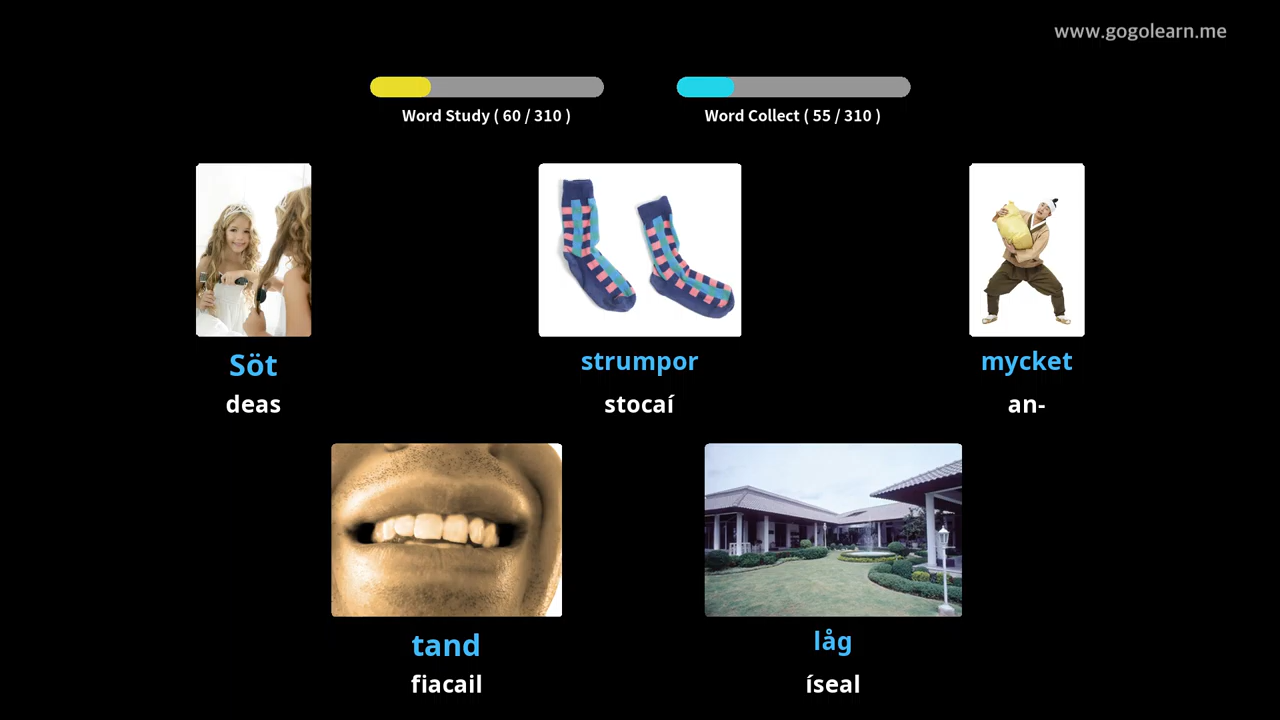 www.gogolearn.me
Word Study ( 60 / 310 )
Word Collect ( 55 / 310 )
Söt
deas
strumpor
stocaí
mycket
an-
tand
fiacail
låg
íseal